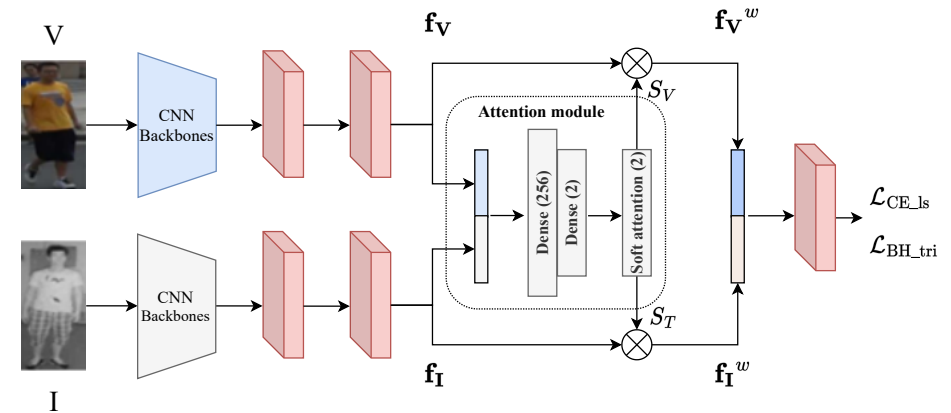 V
f_V
f_V^w
CNN
Backbones
S_V
Attention module
Dense (256)
Dense (2)
Soft attention (2)
L_CE_ls
L_BH_tri
CNN
Backbones
S_T
f_I
f_I^w
I